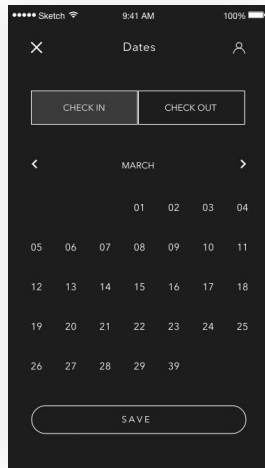 Sketch 9:41 AM 100%
Dates
CHECK IN CHECK OUT
MARCH
01 02 03 04
05 06 07 08 09 10 11
12 13 14 15 16 17 18
19 20 21 22 23 24 25
26 27 28 29 39
SAVE